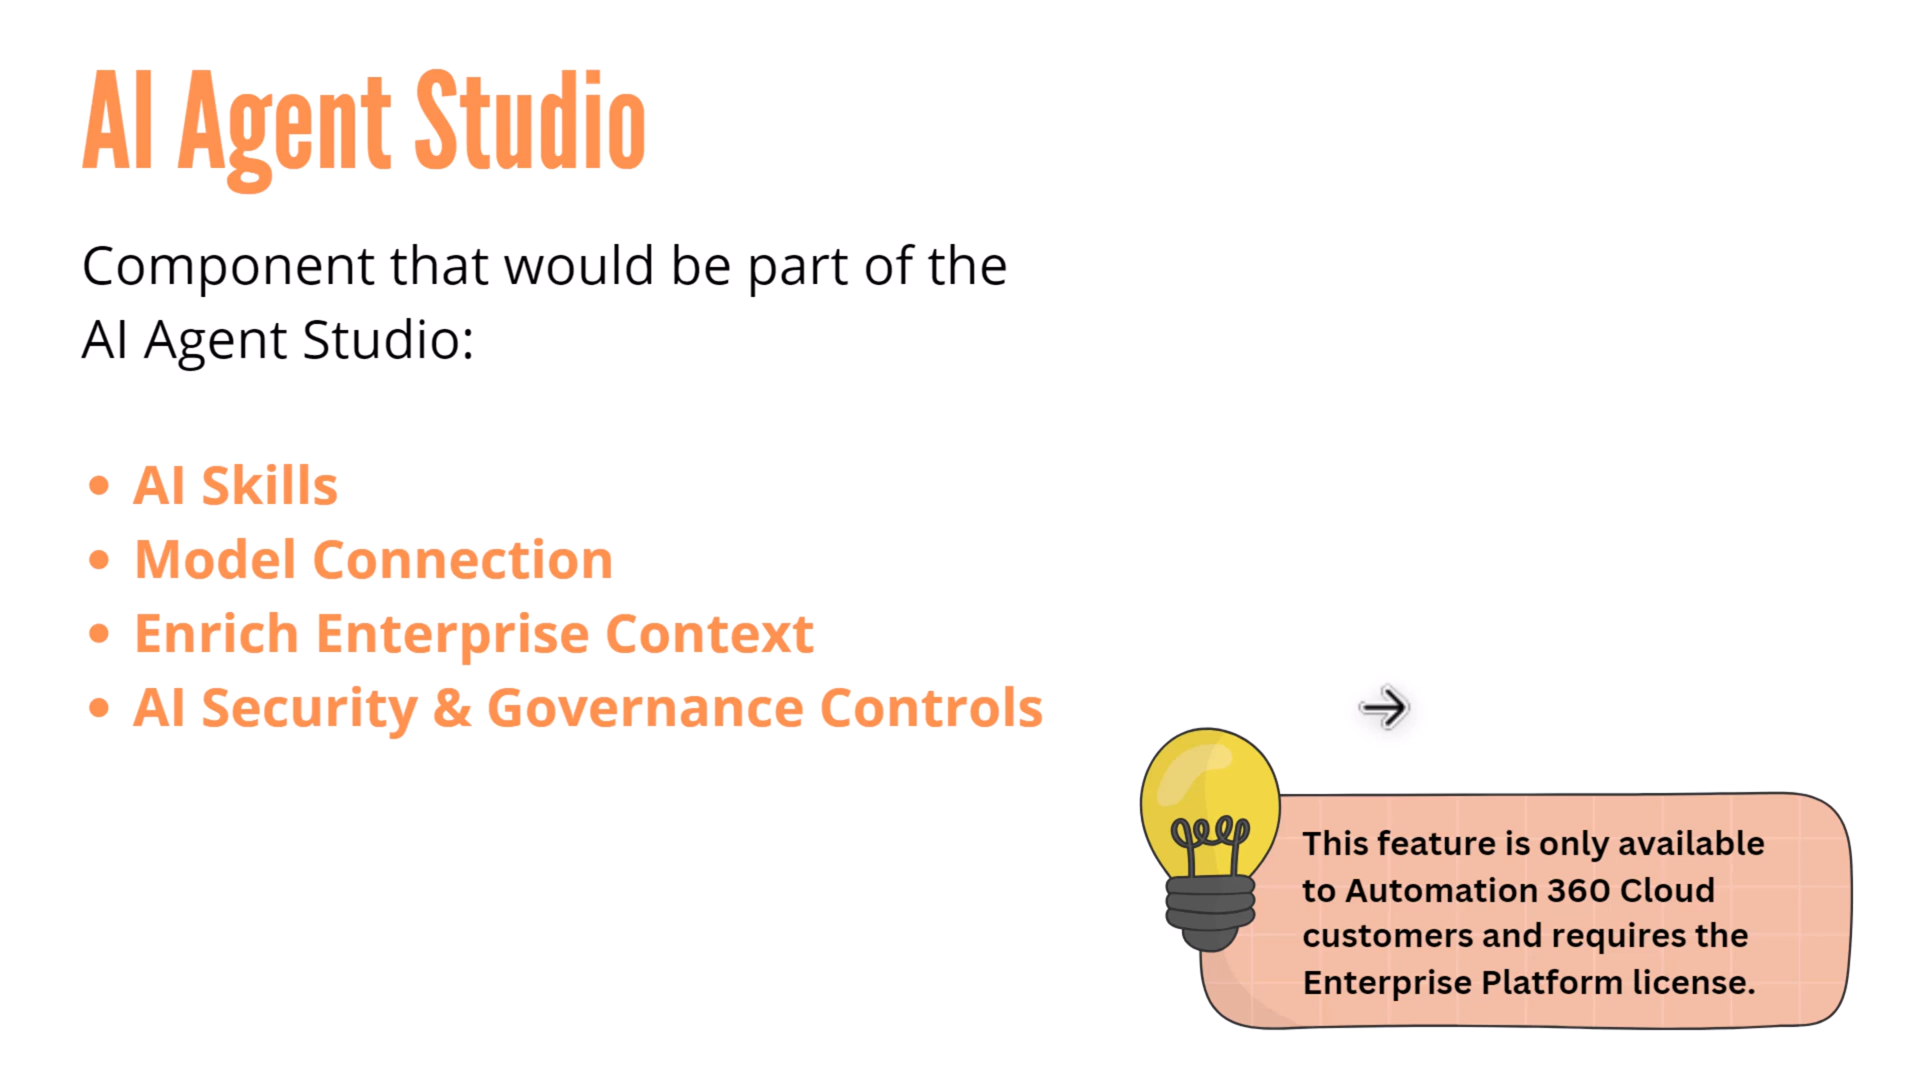 AI Agent Studio
Component that would be part of the
AI Agent Studio:
• AI Skills
• Model Connection
• Enrich Enterprise Context
• AI Security & Governance Controls
This feature is only available
to Automation 360 Cloud
customers and requires the
Enterprise Platform license.